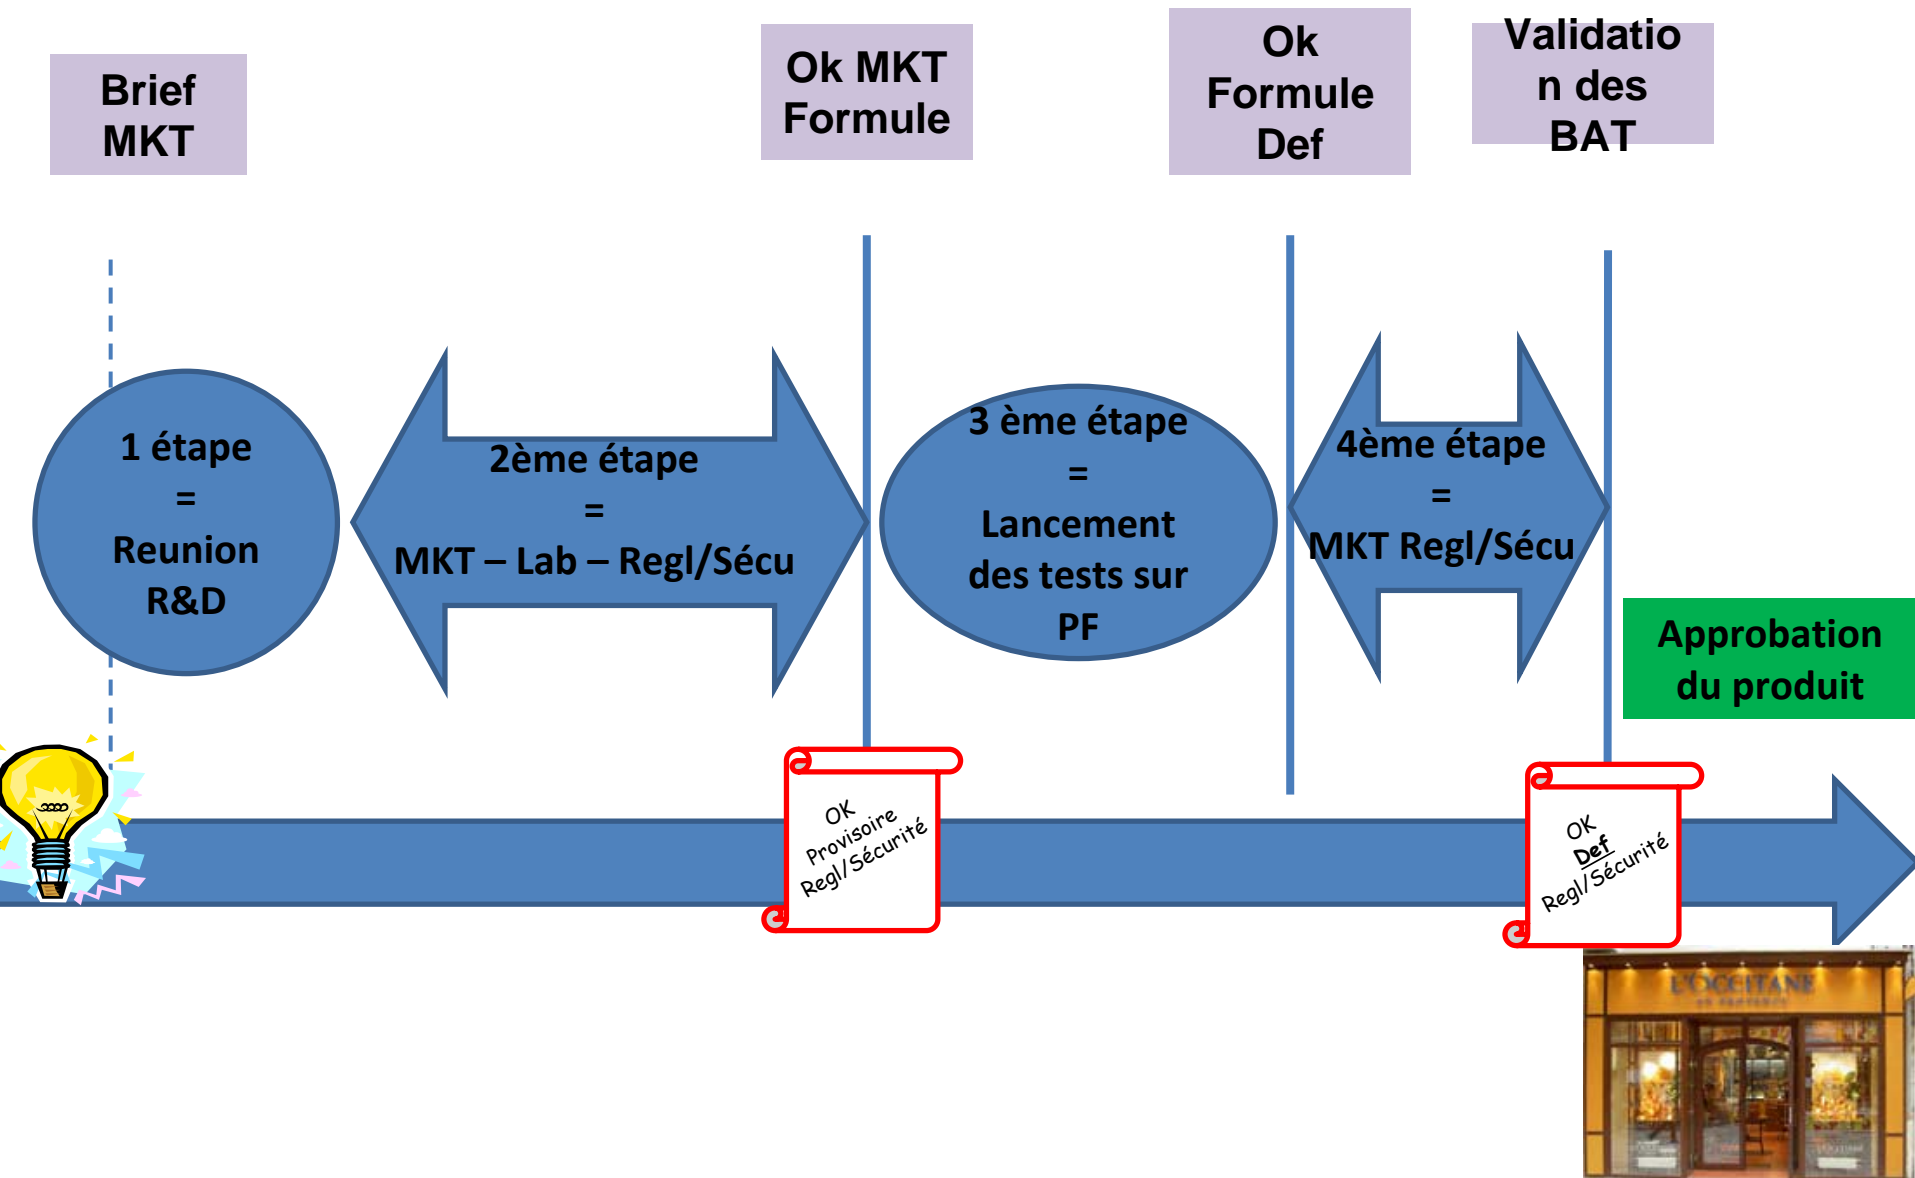 Brief
MKT
Ok MKT
Formule
Ok
Formule
Def
Validatio
n des
BAT
1 étape
=
Reunion
R&D
2ème étape
=
MKT – Lab – Regl/Sécu
3 ème étape
=
Lancement
des tests sur
PF
4ème étape
=
MKT Regl/Sécu
Approbation
du produit
OK
Provisoire
Regl/Sécurité
OK
Def
Regl/Sécurité
L'OCCITANE
EN PROVENCE